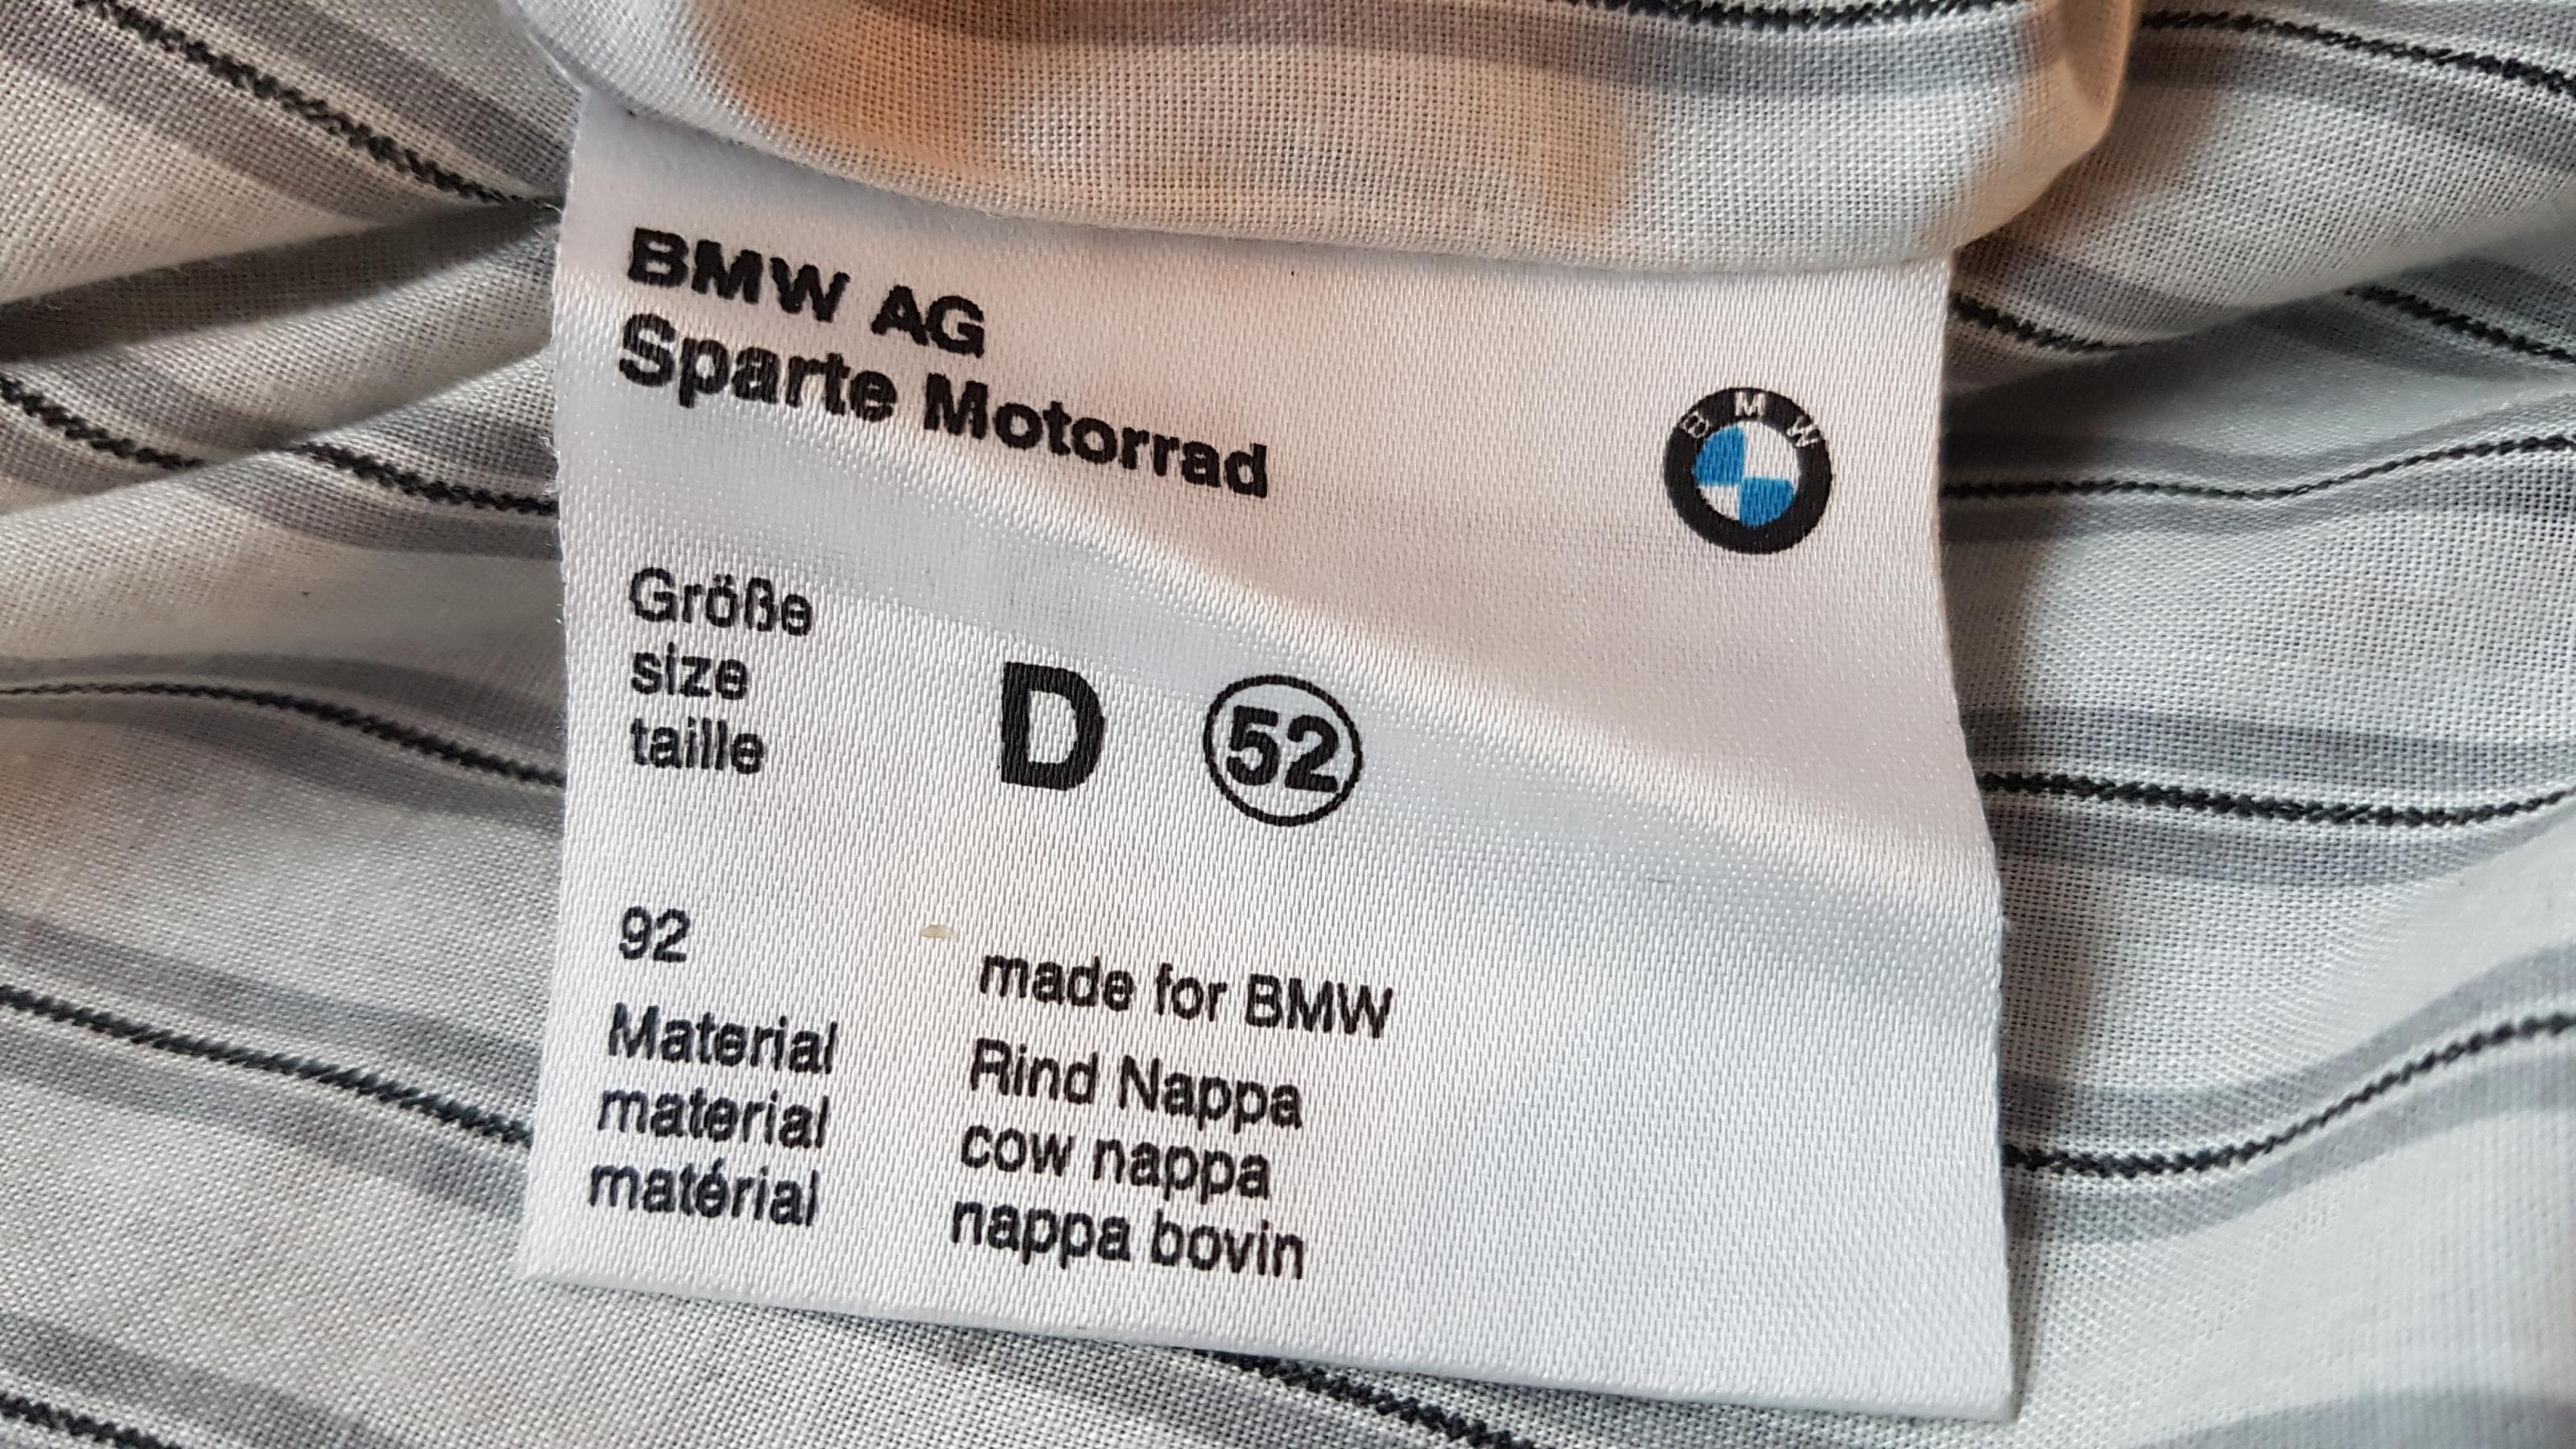 BMW AG
Sparte Motorrad
BMW
Größe
size
taille
D 52
92 made for BMW
Material Rind Nappa
material cow nappa
matérial nappa bovin